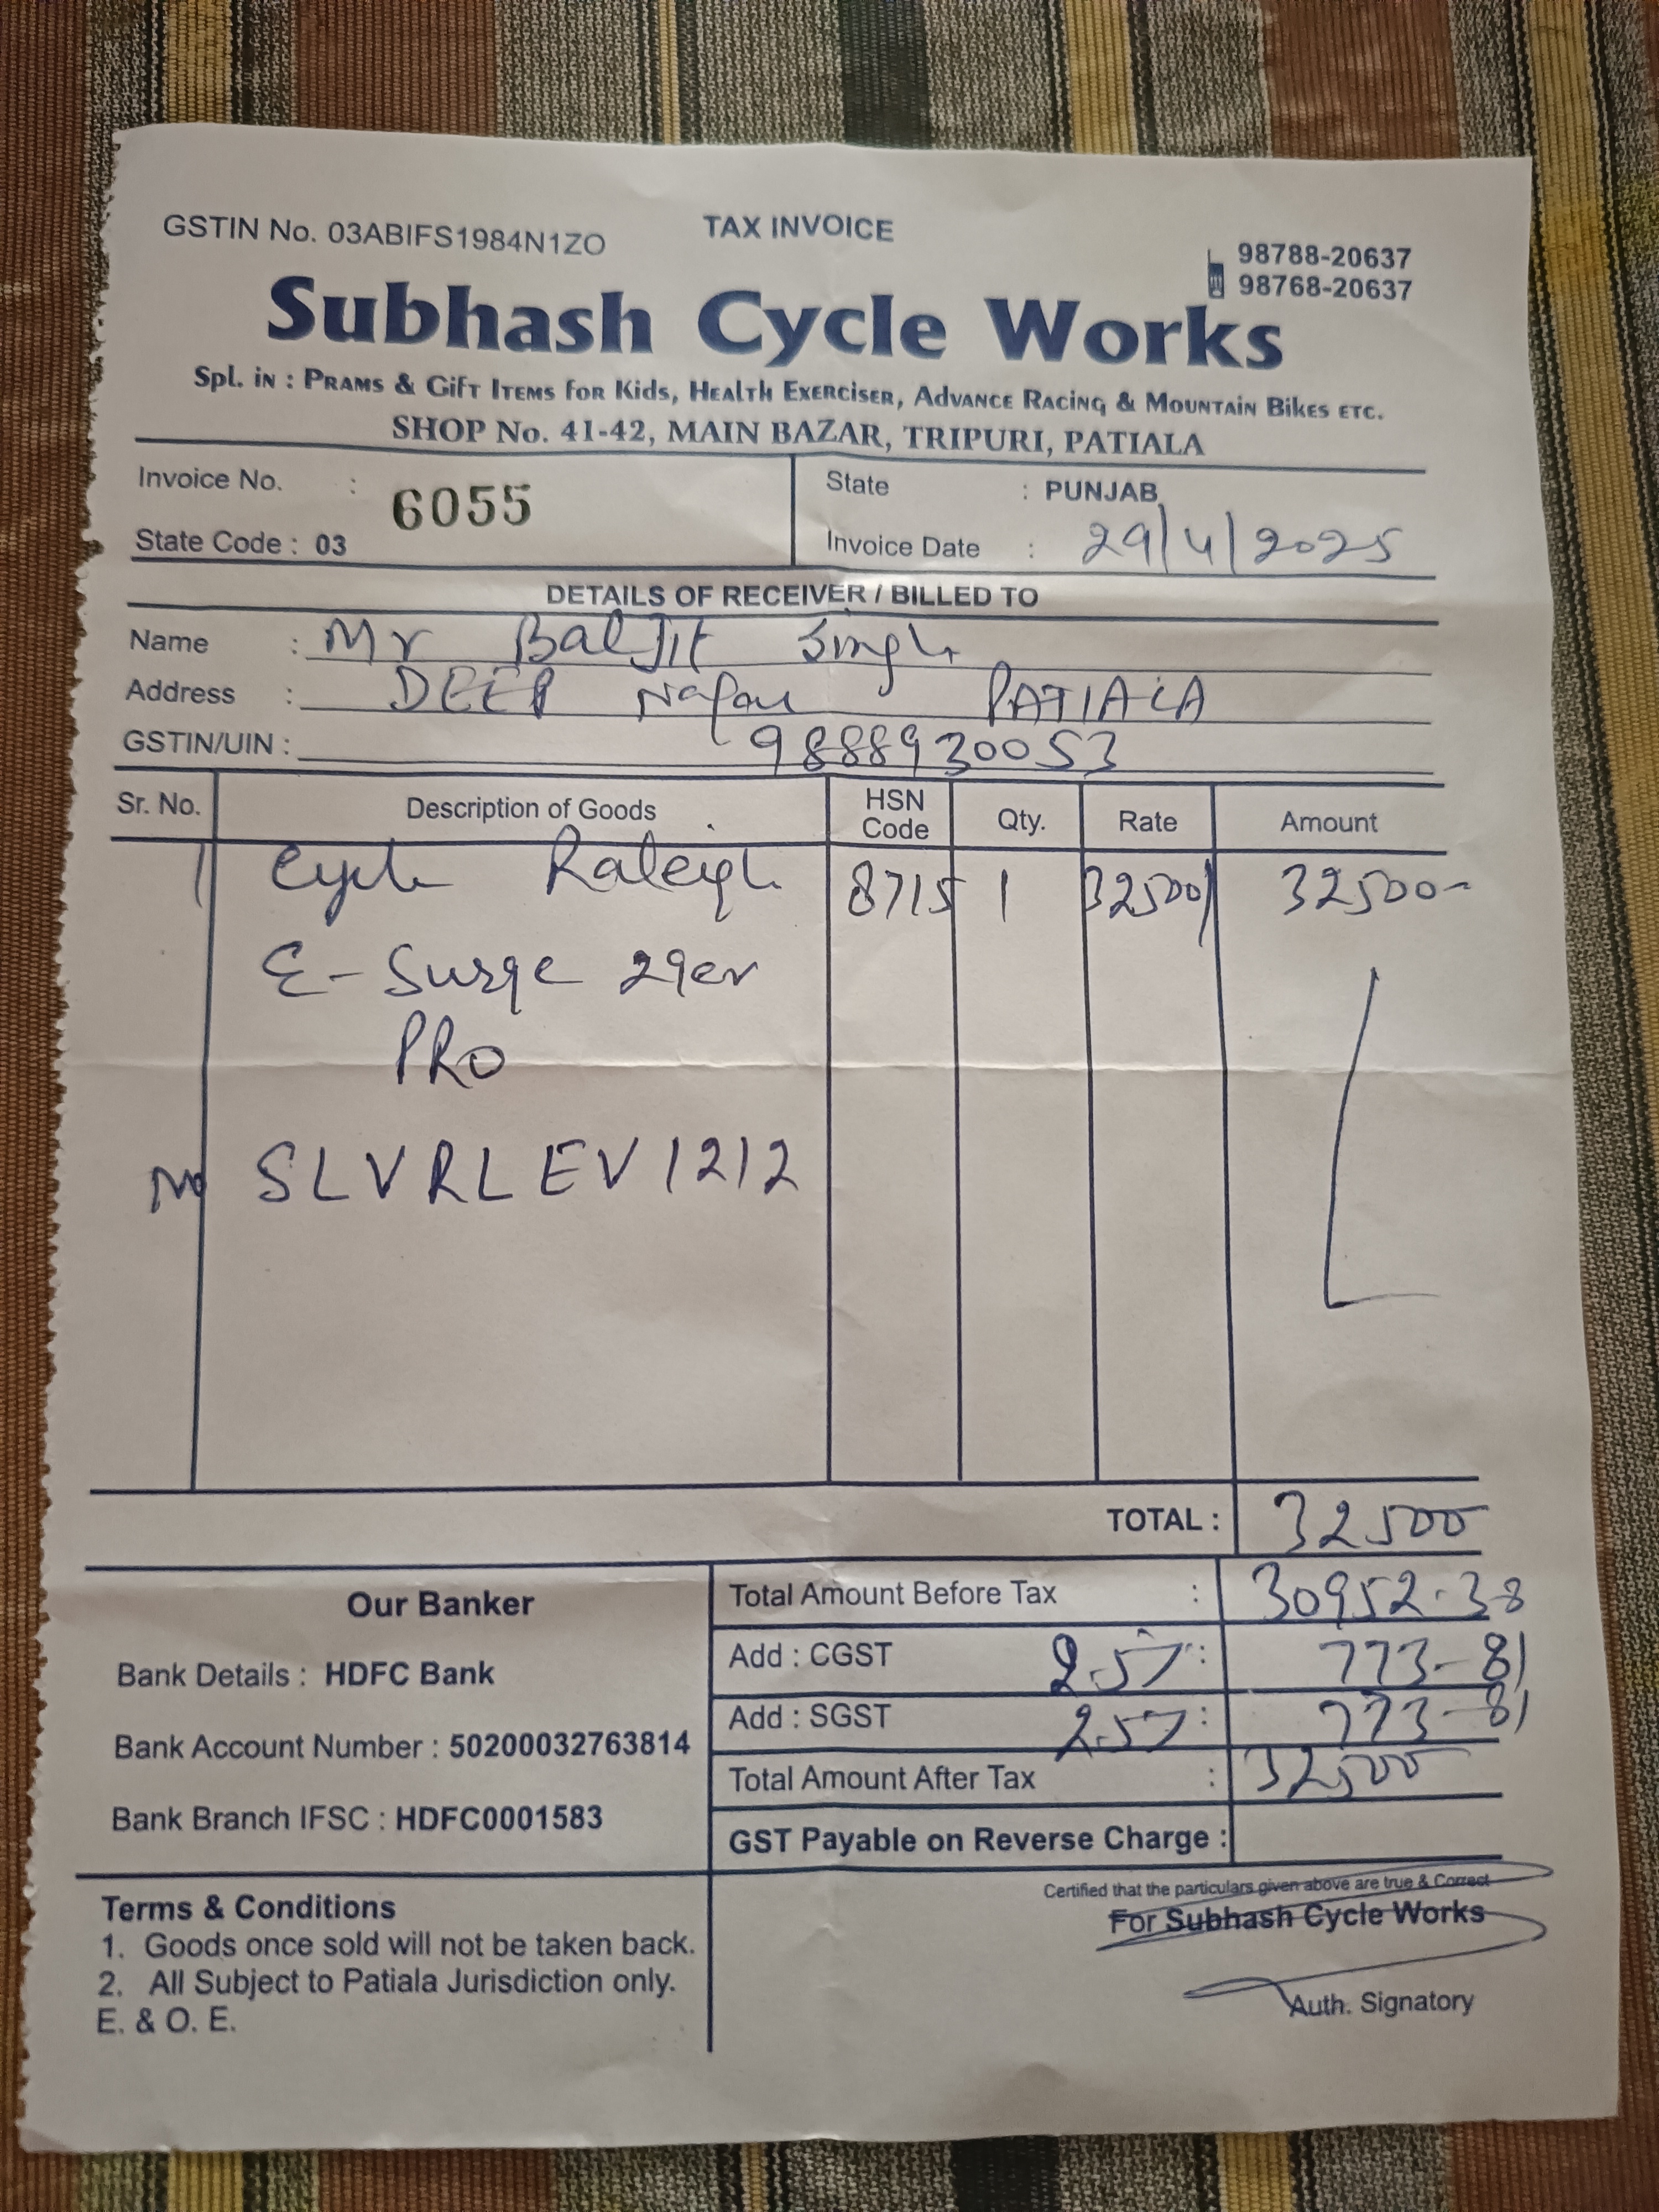 GSTIN No. 03ABIFS1984N1ZO
TAX INVOICE
98788-20637
98768-20637
Subhash Cycle Works
Spl. in : Prams & Gift Items for Kids, Health Exerciser, Advance Racing & Mountain Bikes etc.
SHOP No. 41-42, MAIN BAZAR, TRIPURI, PATIALA
Invoice No. : 6055
State Code : 03
State : PUNJAB
Invoice Date : 29/4/2025
DETAILS OF RECEIVER / BILLED TO
Name : Mr Baljit Singh
Address : DEEP Nagar PATIALA
GSTIN/UIN : 9888930053
Sr. No. Description of Goods HSN Code Qty. Rate Amount
1 Cycle Raleigh 8715 1 32500/ 32500-
E-Surge 29er
PRO
No SLVRLEV1212
TOTAL : 32500
Our Banker
Bank Details : HDFC Bank
Bank Account Number : 50200032763814
Bank Branch IFSC : HDFC0001583
Total Amount Before Tax : 30952.38
Add : CGST 2.5% : 773-81
Add : SGST 2.5% : 773-81
Total Amount After Tax : 32500
GST Payable on Reverse Charge :
Terms & Conditions
1. Goods once sold will not be taken back.
2. All Subject to Patiala Jurisdiction only.
E. & O. E.
Certified that the particulars given above are true & Correct
For Subhash Cycle Works
Auth. Signatory